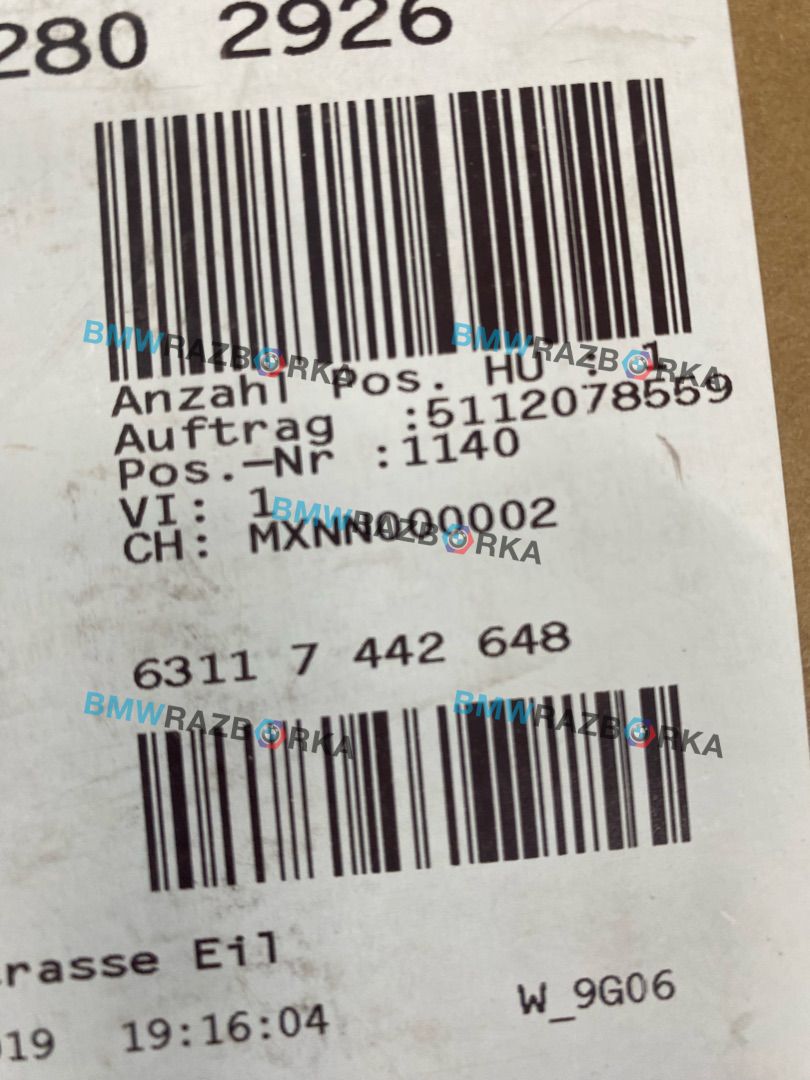 280 2926
Anzahl Pos. HU : 1
Auftrag :5112078559
Pos.-Nr :1140
VI: 1
CH: MXNN000002
6311 7 442 648
rasse Eil
19 19:16:04
W_9G06
BMWRAZBORKA
BMWRAZBORKA
BMWRAZBORKA
BMWRAZBORKA
BMWRAZBORKA